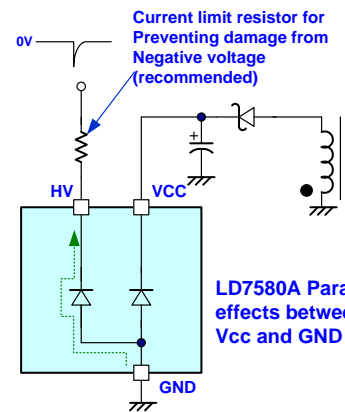 Current limit resistor for
0V
Preventing damage from
Negative voltage
(recommended)
+
HV
VCC
LD7580A Para
effects betwee
Vcc and GND
GND